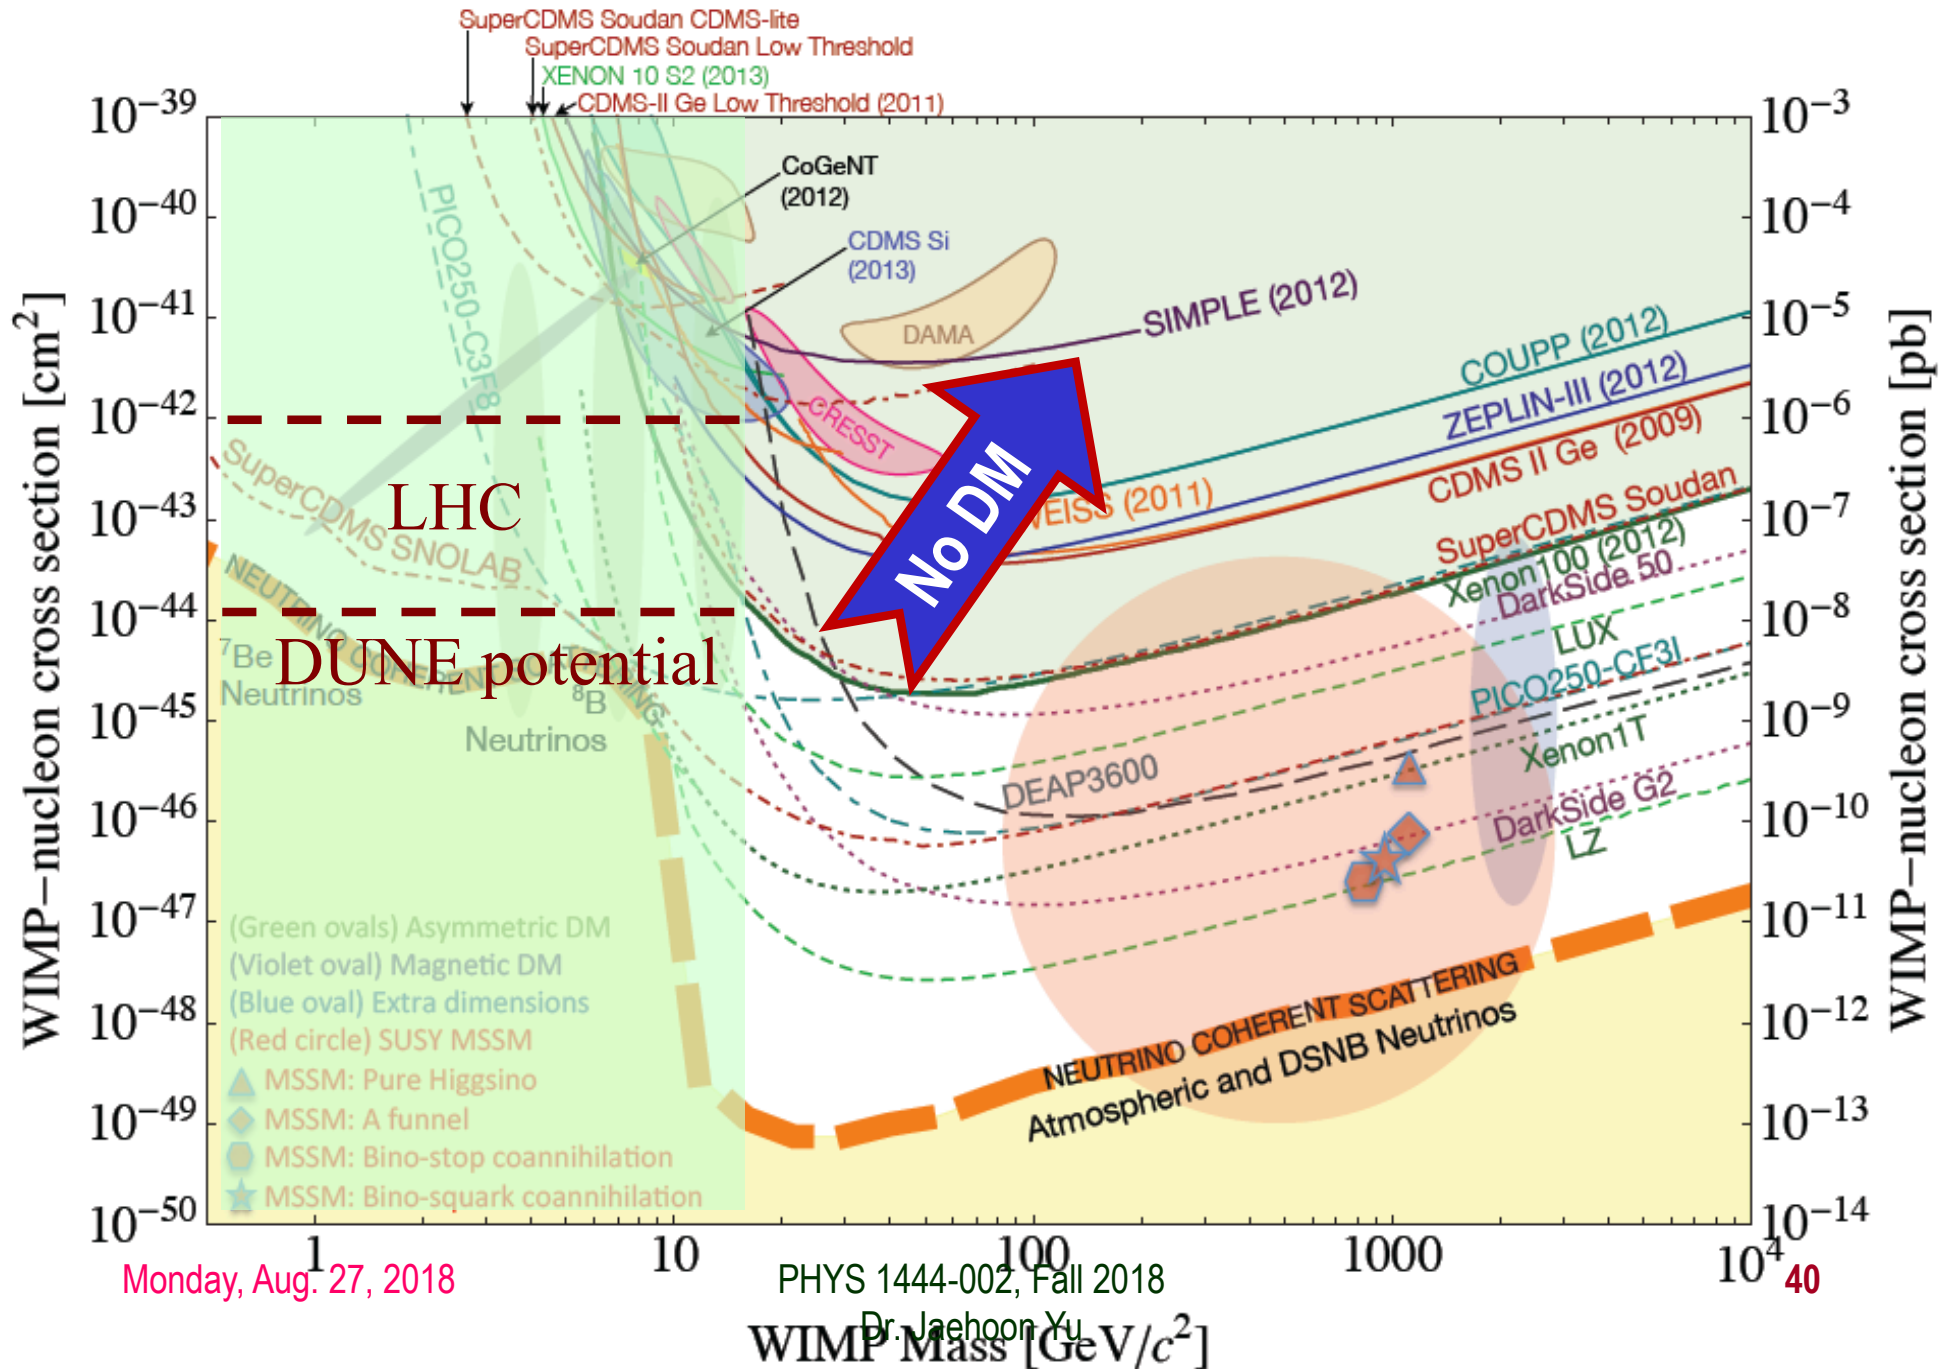 SuperCDMS Soudan CDMS-lite
SuperCDMS Soudan Low Threshold
XENON 10 S2 (2013)
CDMS-II Ge Low Threshold (2011)
10−39
10−40
10−41
10−42
10−43
10−44
10−45
10−46
10−47
10−48
10−49
10−50
10−3
10−4
10−5
10−6
10−7
10−8
10−9
10−10
10−11
10−12
10−13
10−14
WIMP−nucleon cross section [cm2]
WIMP−nucleon cross section [pb]
CoGeNT
(2012)
CDMS Si
(2013)
PICO250-C3F8
DAMA
SIMPLE (2012)
COUPP (2012)
ZEPLIN-III (2012)
CRESST
CDMS II Ge (2009)
No DM
EISS (2011)
SuperCDMS Soudan
Xenon100 (2012)
DarkSide 50
LUX
PICO250-CF3I
Xenon1T
DarkSide G2
LZ
DEAP3600
SuperCDMS SNOLAB
LHC
NEUTRINO COHERENT SCATTERING
DUNE potential
7Be
Neutrinos
8B
Neutrinos
NEUTRINO COHERENT SCATTERING
Atmospheric and DSNB Neutrinos
(Green ovals) Asymmetric DM
(Violet oval) Magnetic DM
(Blue oval) Extra dimensions
(Red circle) SUSY MSSM
MSSM: Pure Higgsino
MSSM: A funnel
MSSM: Bino-stop coannihilation
MSSM: Bino-squark coannihilation
1
10
100
1000
104
Monday, Aug. 27, 2018
PHYS 1444-002, Fall 2018
Dr. Jaehoon Yu
40
WIMP Mass [GeV/c2]